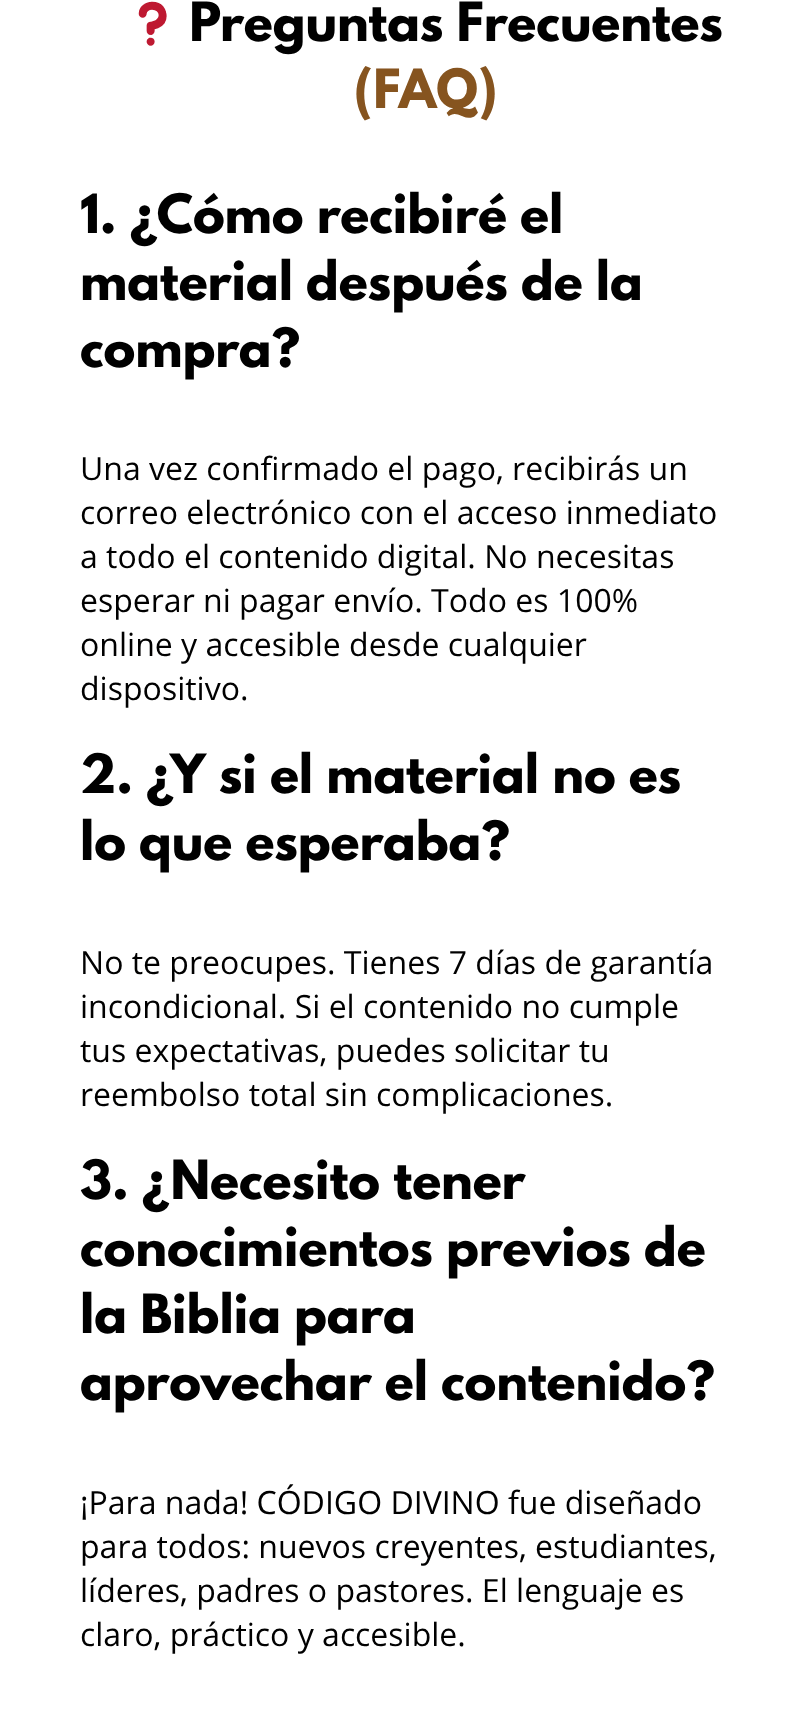 ❓ Preguntas Frecuentes
(FAQ)
1. ¿Cómo recibiré el
material después de la
compra?
Una vez confirmado el pago, recibirás un
correo electrónico con el acceso inmediato
a todo el contenido digital. No necesitas
esperar ni pagar envío. Todo es 100%
online y accesible desde cualquier
dispositivo.
2. ¿Y si el material no es
lo que esperaba?
No te preocupes. Tienes 7 días de garantía
incondicional. Si el contenido no cumple
tus expectativas, puedes solicitar tu
reembolso total sin complicaciones.
3. ¿Necesito tener
conocimientos previos de
la Biblia para
aprovechar el contenido?
¡Para nada! CÓDIGO DIVINO fue diseñado
para todos: nuevos creyentes, estudiantes,
líderes, padres o pastores. El lenguaje es
claro, práctico y accesible.